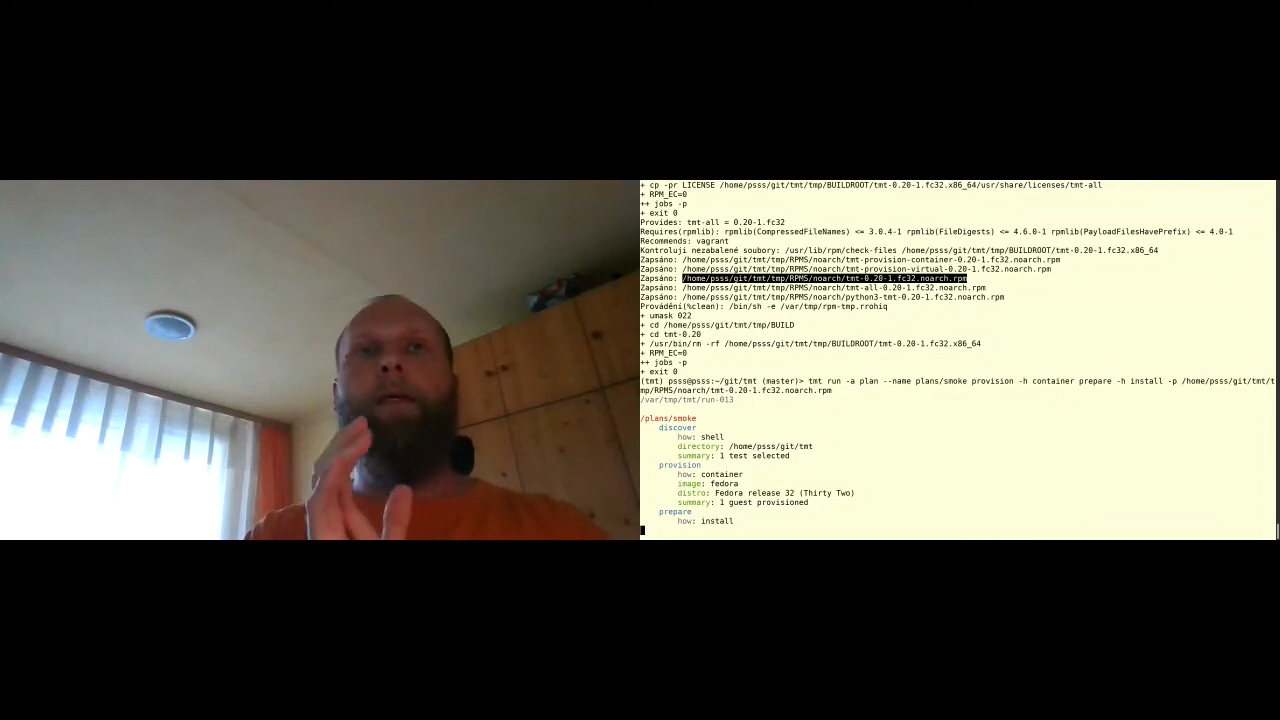 + cp -pr LICENSE /home/psss/git/tmt/tmp/BUILDROOT/tmt-0.20-1.fc32.x86_64/usr/share/licenses/tmt-all
+ RPM_EC=0
++ jobs -p
+ exit 0
Provides: tmt-all = 0.20-1.fc32
Requires(rpmlib): rpmlib(CompressedFileNames) <= 3.0.4-1 rpmlib(FileDigests) <= 4.6.0-1 rpmlib(PayloadFilesHavePrefix) <= 4.0-1
Recommends: vagrant
Kontroluji nezabalené soubory: /usr/lib/rpm/check-files /home/psss/git/tmt/tmp/BUILDROOT/tmt-0.20-1.fc32.x86_64
Zapsáno: /home/psss/git/tmt/tmp/RPMS/noarch/tmt-provision-container-0.20-1.fc32.noarch.rpm
Zapsáno: /home/psss/git/tmt/tmp/RPMS/noarch/tmt-provision-virtual-0.20-1.fc32.noarch.rpm
Zapsáno: /home/psss/git/tmt/tmp/RPMS/noarch/tmt-0.20-1.fc32.noarch.rpm
Zapsáno: /home/psss/git/tmt/tmp/RPMS/noarch/tmt-all-0.20-1.fc32.noarch.rpm
Zapsáno: /home/psss/git/tmt/tmp/RPMS/noarch/python3-tmt-0.20-1.fc32.noarch.rpm
Provádění(%clean): /bin/sh -e /var/tmp/rpm-tmp.rrohiq
+ umask 022
+ cd /home/psss/git/tmt/tmp/BUILD
+ cd tmt-0.20
+ /usr/bin/rm -rf /home/psss/git/tmt/tmp/BUILDROOT/tmt-0.20-1.fc32.x86_64
+ RPM_EC=0
++ jobs -p
+ exit 0
(tmt) psss@psss:~/git/tmt (master)> tmt run -a plan --name plans/smoke provision -h container prepare -h install -p /home/psss/git/tmt/t
mp/RPMS/noarch/tmt-0.20-1.fc32.noarch.rpm
/var/tmp/tmt/run-013
/plans/smoke
discover
how: shell
directory: /home/psss/git/tmt
summary: 1 test selected
provision
how: container
image: fedora
distro: Fedora release 32 (Thirty Two)
summary: 1 guest provisioned
prepare
how: install